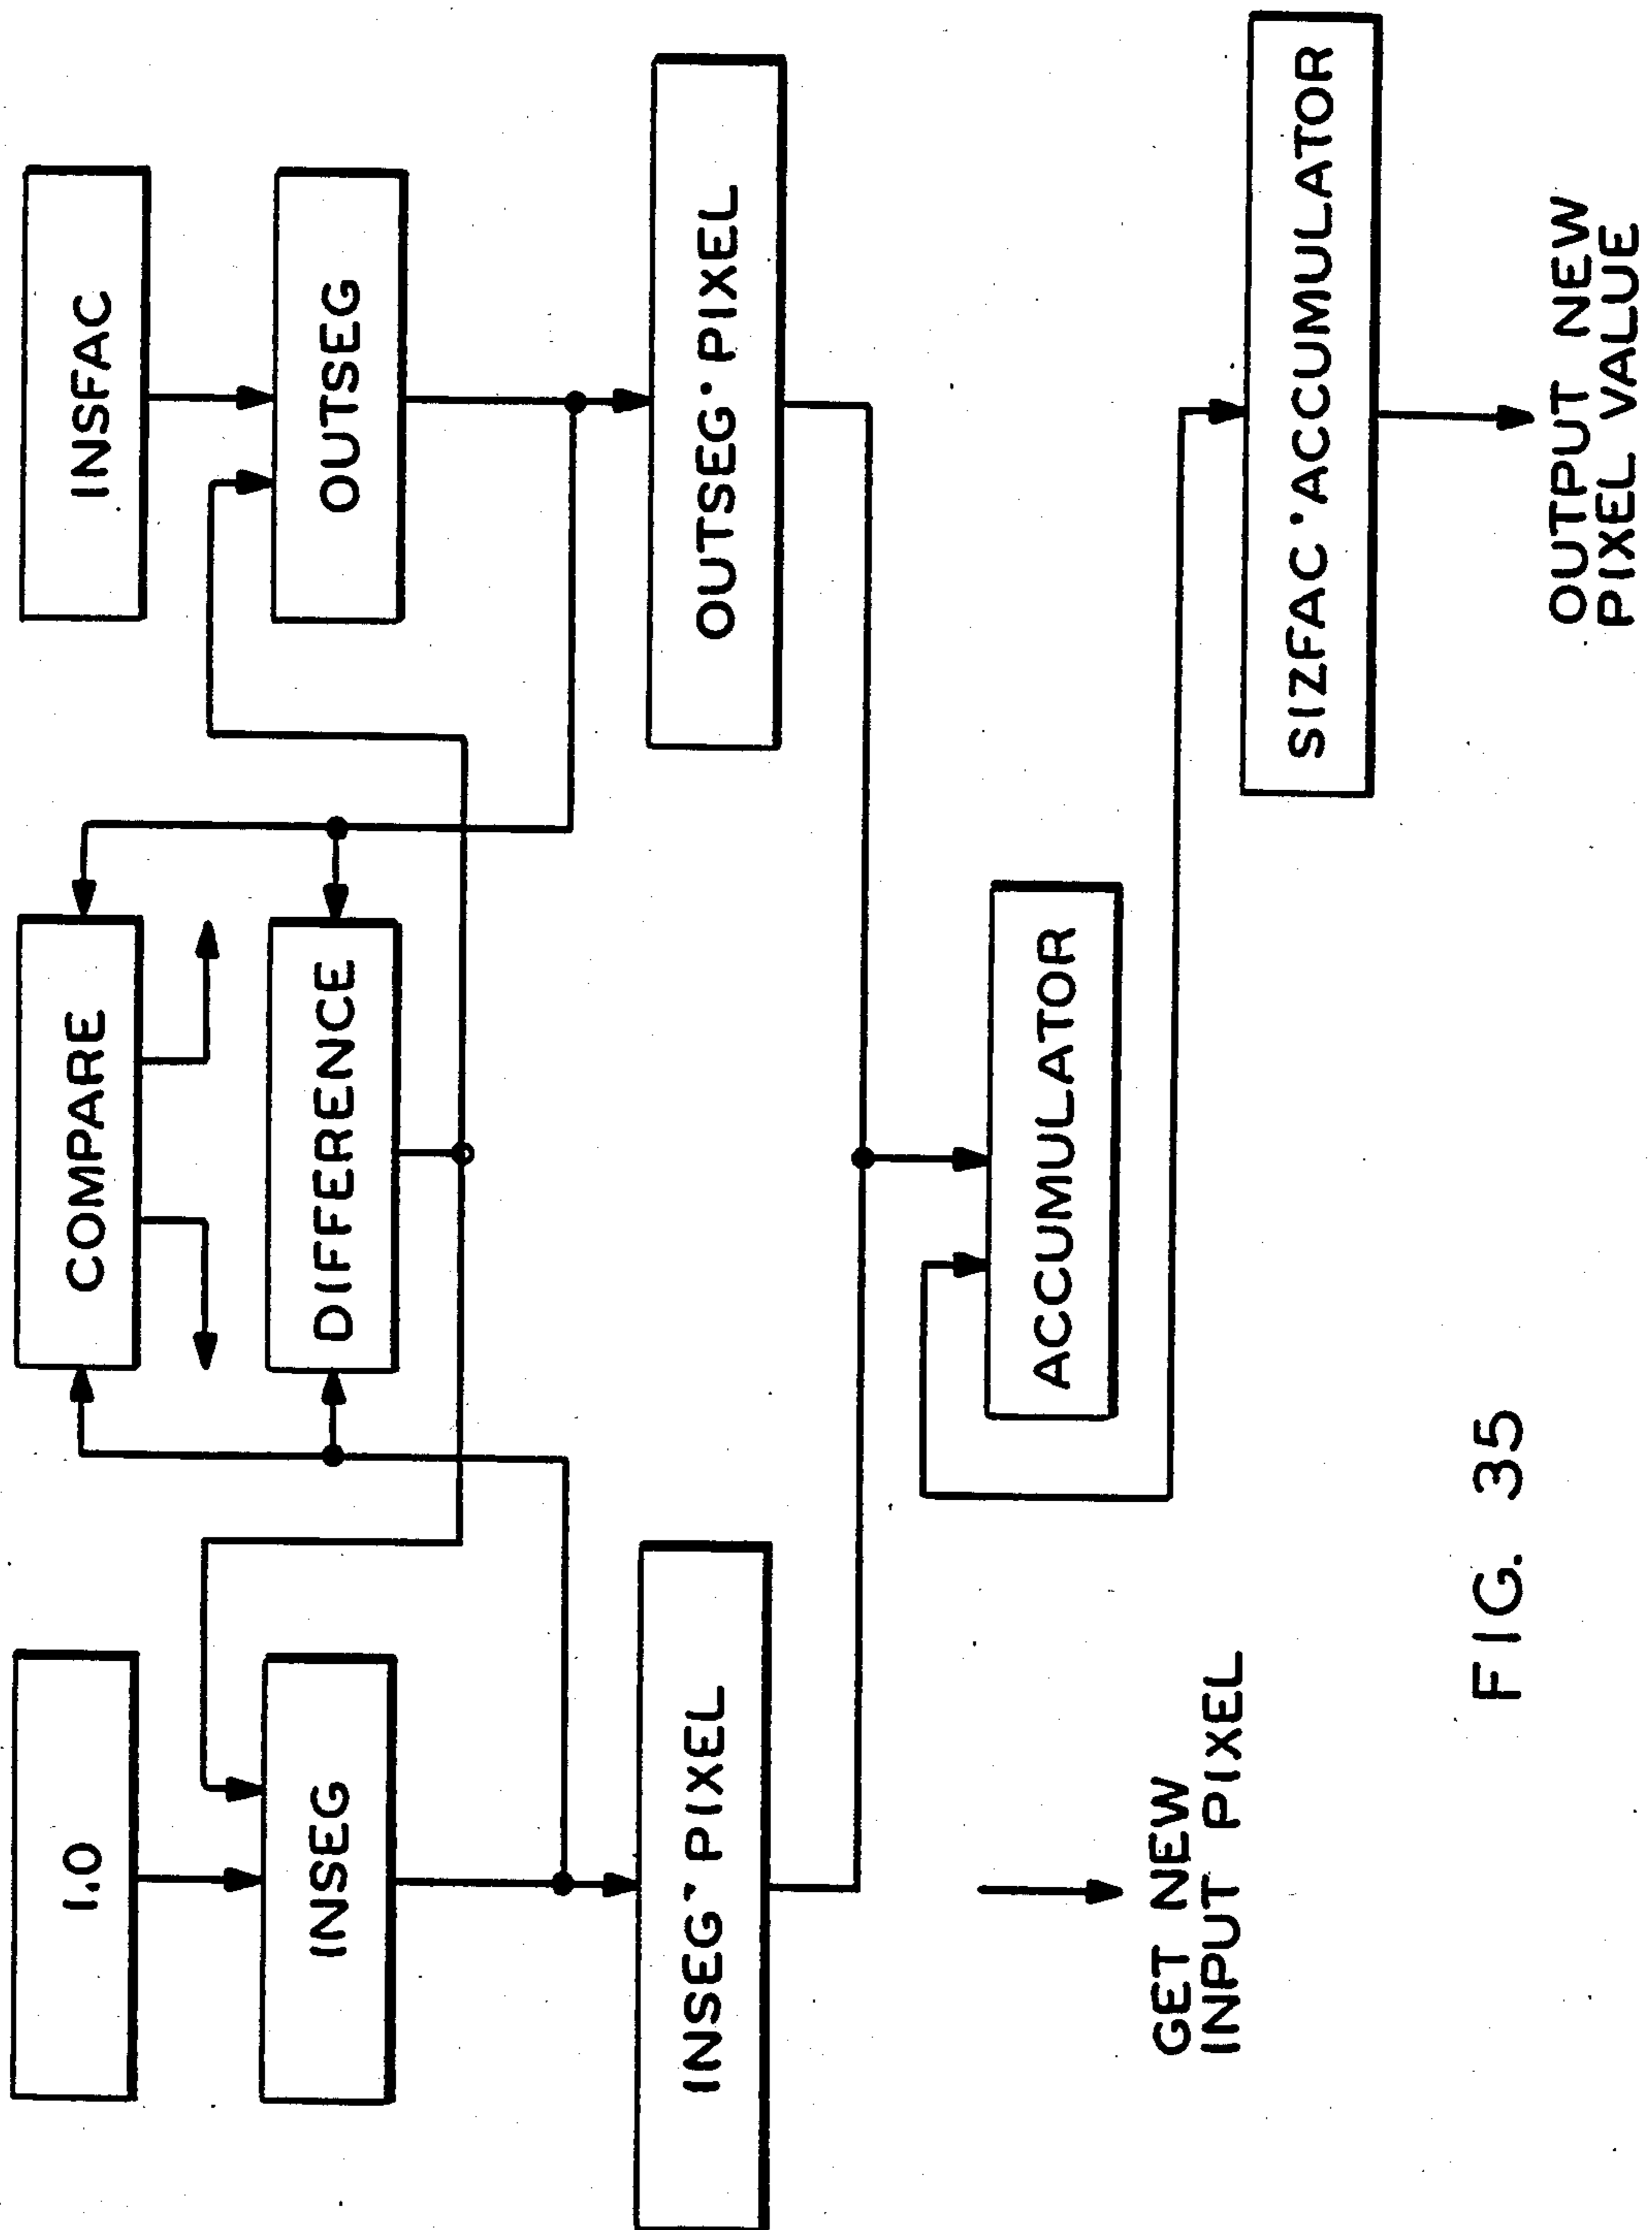 1.0
COMPARE
INSFAC
INSEG
DIFFERENCE
OUTSEG
INSEG·PIXEL
OUTSEG·PIXEL
ACCUMULATOR
GET NEW
INPUT PIXEL
SIZFAC·ACCUMULATOR
OUTPUT NEW
PIXEL VALUE
FIG. 35